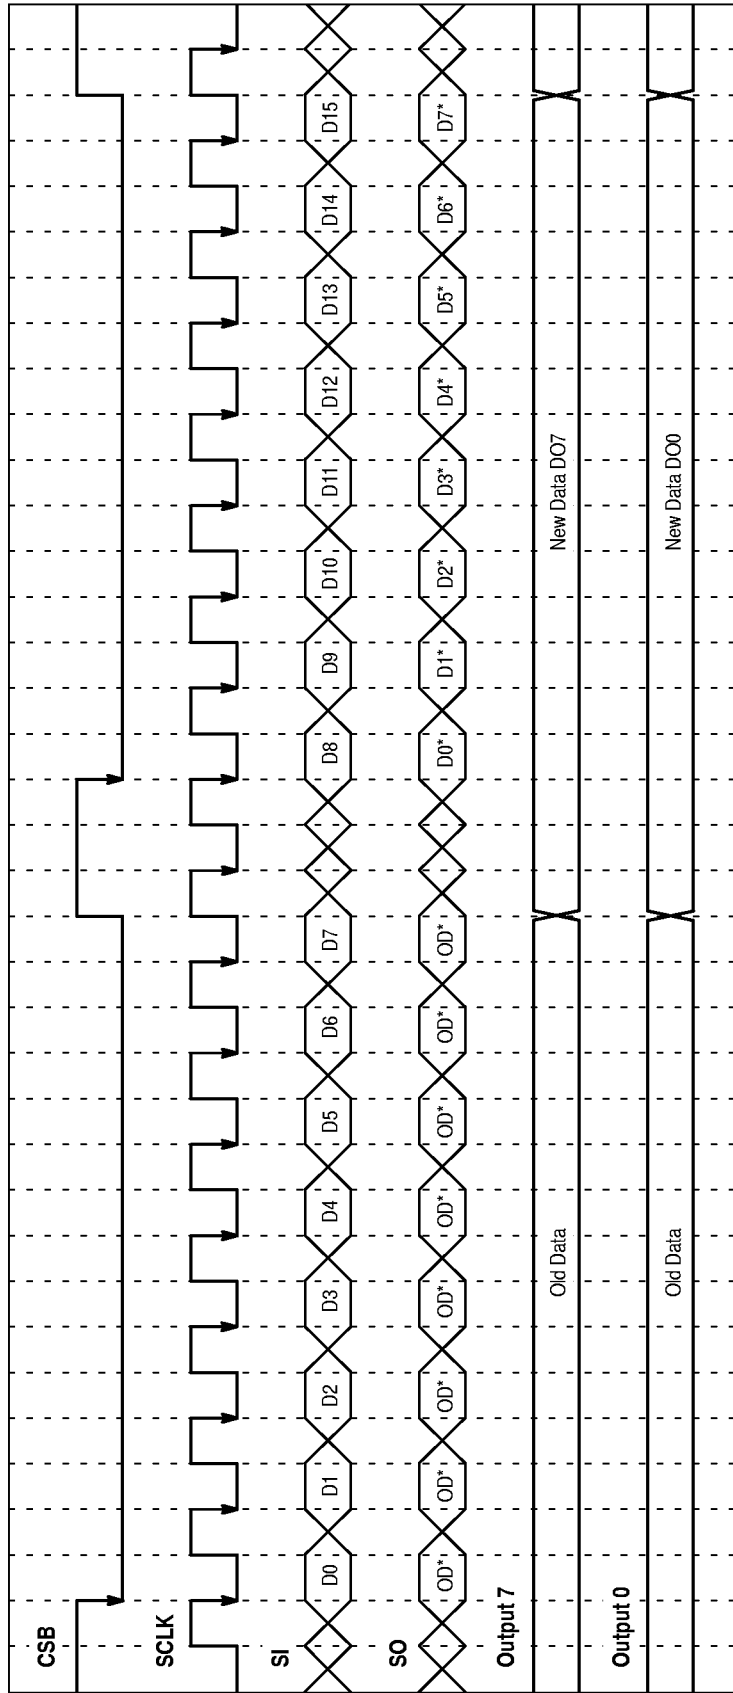 CSB
SCLK
SI D0 D1 D2 D3 D4 D5 D6 D7 D8 D9 D10 D11 D12 D13 D14 D15
SO OD* OD* OD* OD* OD* OD* OD* OD* D0* D1* D2* D3* D4* D5* D6* D7*
Output 7
Old Data New Data DO7
Output 0
Old Data New Data DO0